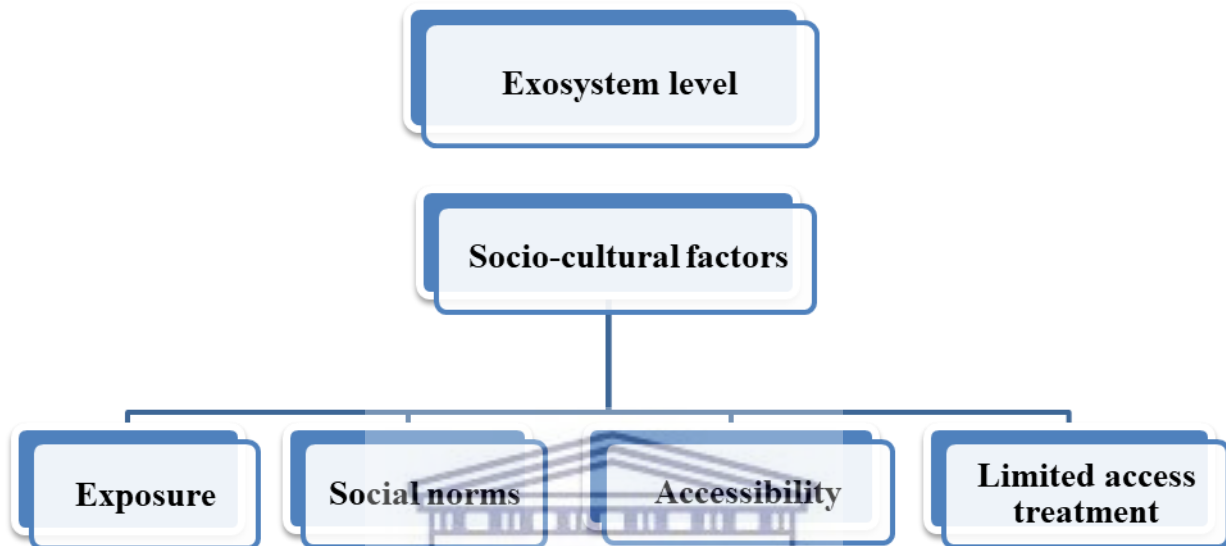 Exosystem level
Socio-cultural factors
Exposure
Social norms
Accessibility
Limited access
treatment